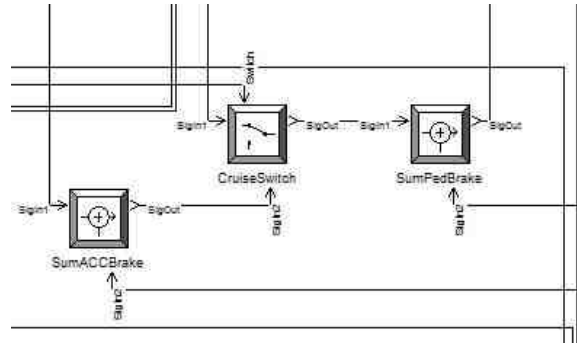 Switch
SigIn1
SigOut
SigIn1
SigOut
CruiseSwitch
SumPedBrake
SigIn2
SigIn2
SigIn1
SigOut
SumACCBrake
SigIn2